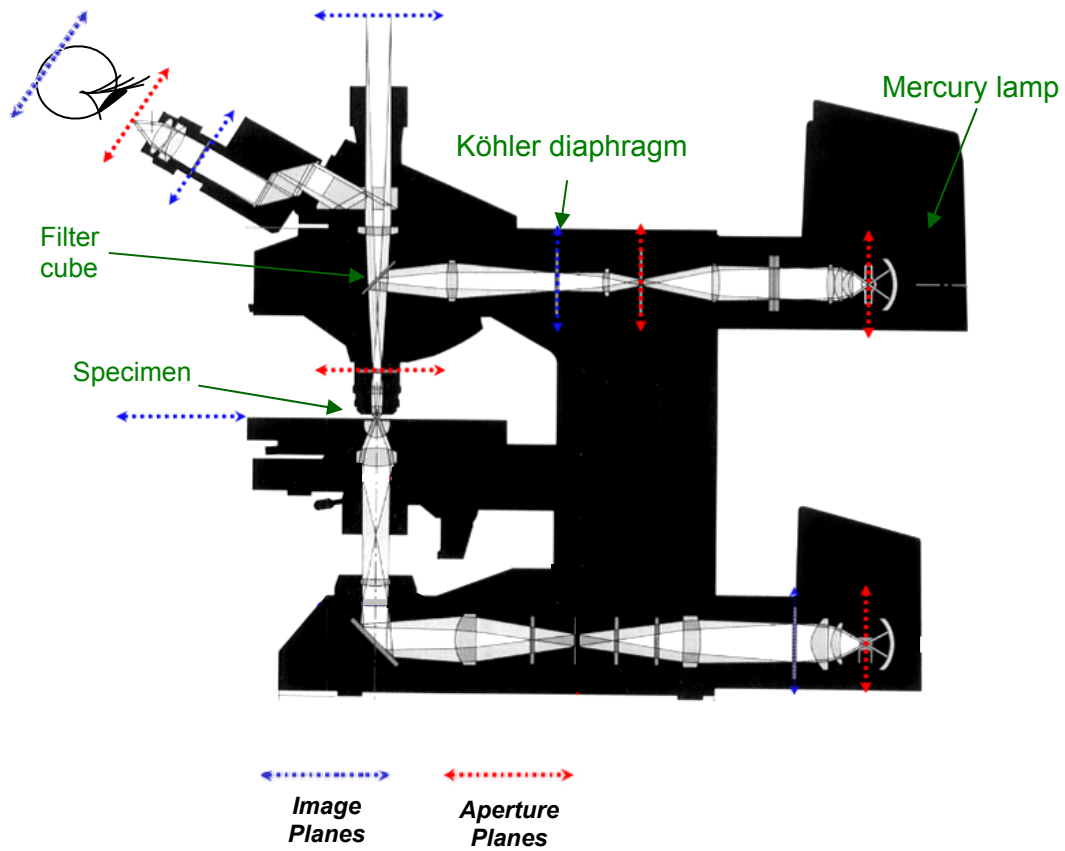 Mercury lamp
Köhler diaphragm
Filter
cube
Specimen
Image
Planes
Aperture
Planes